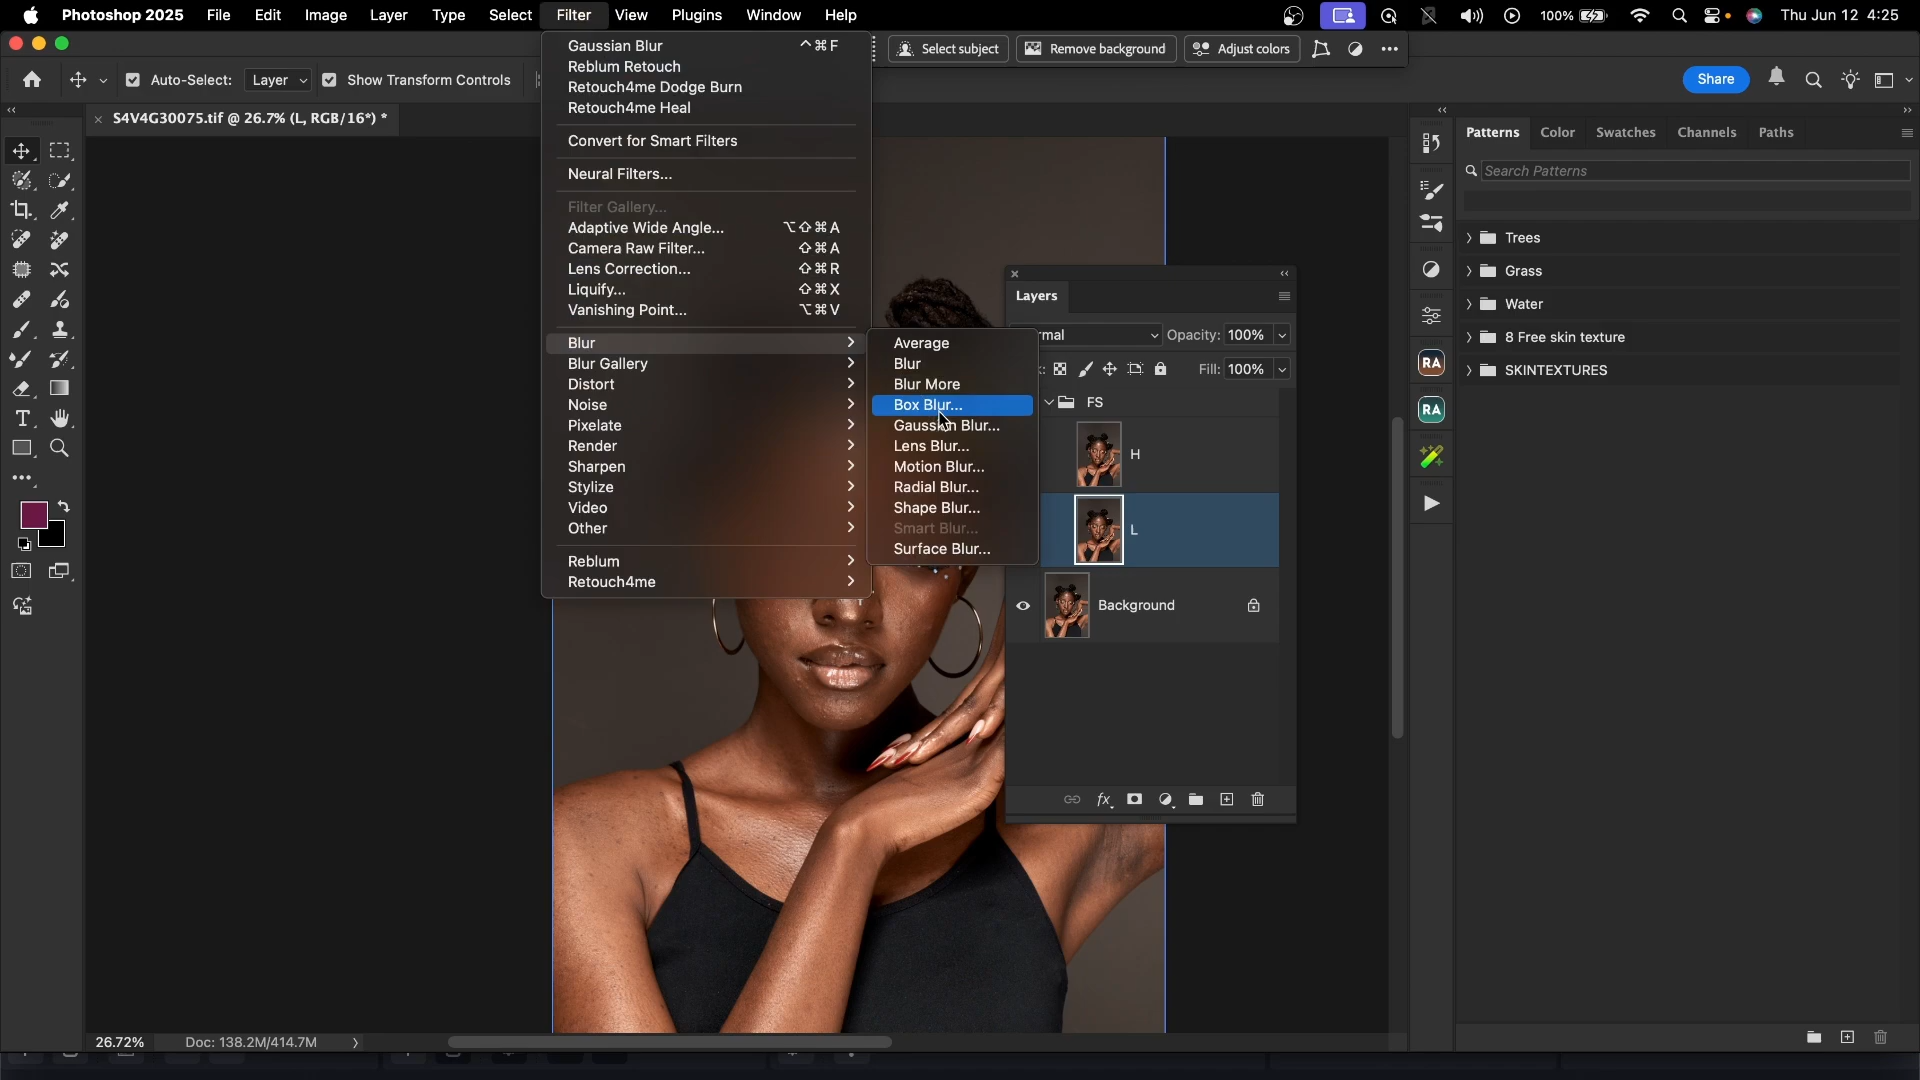 Photoshop 2025 File Edit Image Layer Type Select Filter View Plugins Window Help 100% Thu Jun 12 4:25
Select subject Remove background Adjust colors
Auto-Select: Layer Show Transform Controls Share
S4V4G30075.tif @ 26.7% (L, RGB/16*) *
Gaussian Blur ⌃⌘F
Reblum Retouch
Retouch4me Dodge Burn
Retouch4me Heal
Convert for Smart Filters
Neural Filters...
Filter Gallery...
Adaptive Wide Angle... ⌥⇧⌘A
Camera Raw Filter... ⇧⌘A
Lens Correction... ⇧⌘R
Liquify... ⇧⌘X
Vanishing Point... ⌥⌘V
Blur
Blur Gallery
Distort
Noise
Pixelate
Render
Sharpen
Stylize
Video
Other
Reblum
Retouch4me
Average
Blur
Blur More
Box Blur...
Gaussian Blur...
Lens Blur...
Motion Blur...
Radial Blur...
Shape Blur...
Smart Blur...
Surface Blur...
Layers
rmal Opacity: 100%
Fill: 100%
FS
H
L
Background
fx
RA
RA
Patterns Color Swatches Channels Paths
Search Patterns
Trees
Grass
Water
8 Free skin texture
SKINTEXTURES
26.72% Doc: 138.2M/414.7M